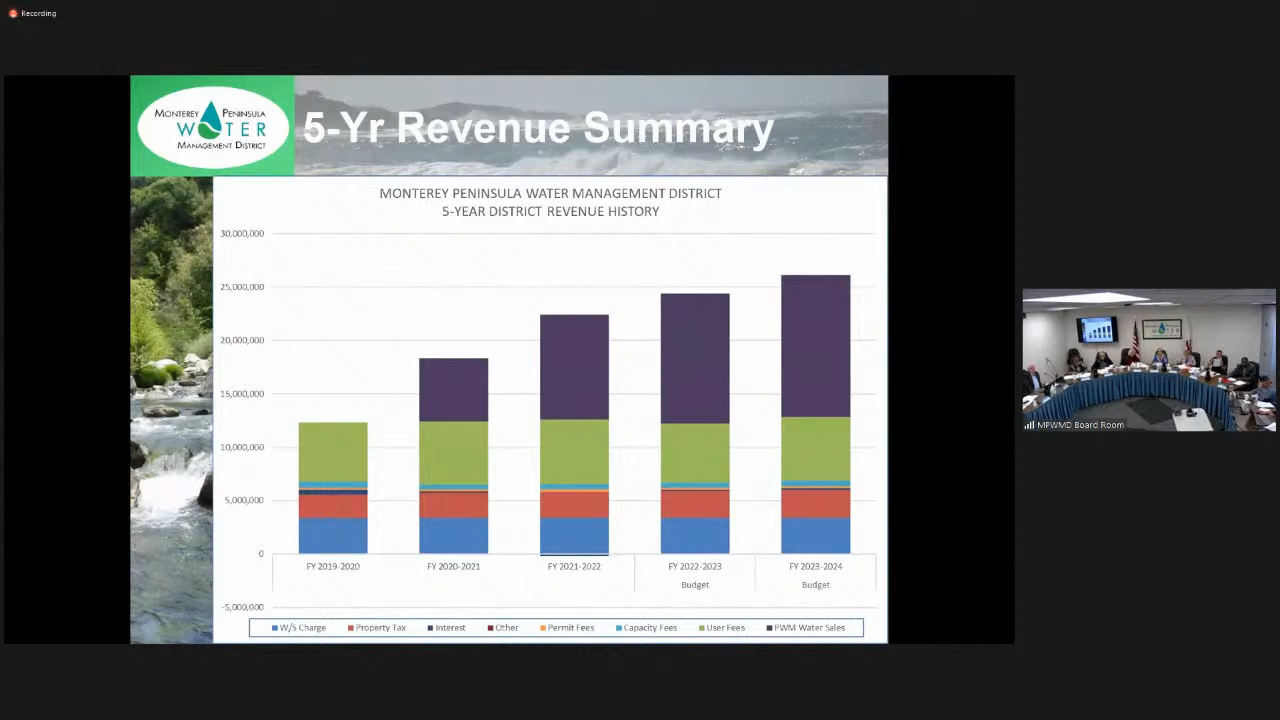 Recording
MONTEREY PENINSULA
WATER
MANAGEMENT DISTRICT
5-Yr Revenue Summary
MONTEREY PENINSULA WATER MANAGEMENT DISTRICT
5-YEAR DISTRICT REVENUE HISTORY
30,000,000
25,000,000
20,000,000
15,000,000
10,000,000
5,000,000
0
FY 2019-2020 FY 2020-2021 FY 2021-2022 FY 2022-2023 FY 2023-2024
Budget Budget
-5,000,000
W/S Charge Property Tax Interest Other Permit Fees Capacity Fees User Fees PWM Water Sales
MPWMD Board Room